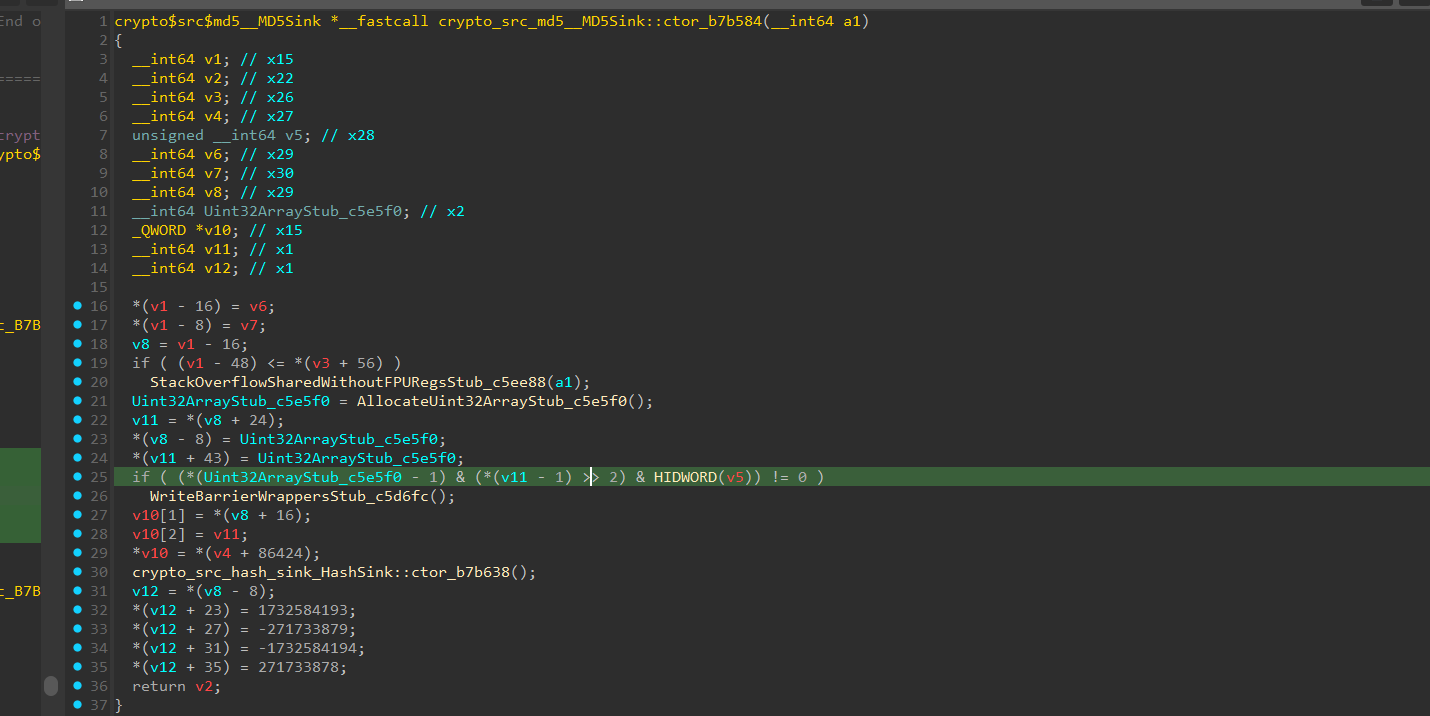 End o
=====
crypt
ypto$
t_B7B
t_B7B
1 crypto$src$md5__MD5Sink *__fastcall crypto_src_md5__MD5Sink::ctor_b7b584(__int64 a1)
2 {
3 __int64 v1; // x15
4 __int64 v2; // x22
5 __int64 v3; // x26
6 __int64 v4; // x27
7 unsigned __int64 v5; // x28
8 __int64 v6; // x29
9 __int64 v7; // x30
10 __int64 v8; // x29
11 __int64 Uint32ArrayStub_c5e5f0; // x2
12 _QWORD *v10; // x15
13 __int64 v11; // x1
14 __int64 v12; // x1
15
16 *(v1 - 16) = v6;
17 *(v1 - 8) = v7;
18 v8 = v1 - 16;
19 if ( (v1 - 48) <= *(v3 + 56) )
20 StackOverflowSharedWithoutFPURegsStub_c5ee88(a1);
21 Uint32ArrayStub_c5e5f0 = AllocateUint32ArrayStub_c5e5f0();
22 v11 = *(v8 + 24);
23 *(v8 - 8) = Uint32ArrayStub_c5e5f0;
24 *(v11 + 43) = Uint32ArrayStub_c5e5f0;
25 if ( (*(Uint32ArrayStub_c5e5f0 - 1) & (*(v11 - 1) >> 2) & HIDWORD(v5)) != 0 )
26 WriteBarrierWrappersStub_c5d6fc();
27 v10[1] = *(v8 + 16);
28 v10[2] = v11;
29 *v10 = *(v4 + 86424);
30 crypto_src_hash_sink_HashSink::ctor_b7b638();
31 v12 = *(v8 - 8);
32 *(v12 + 23) = 1732584193;
33 *(v12 + 27) = -271733879;
34 *(v12 + 31) = -1732584194;
35 *(v12 + 35) = 271733878;
36 return v2;
37 }